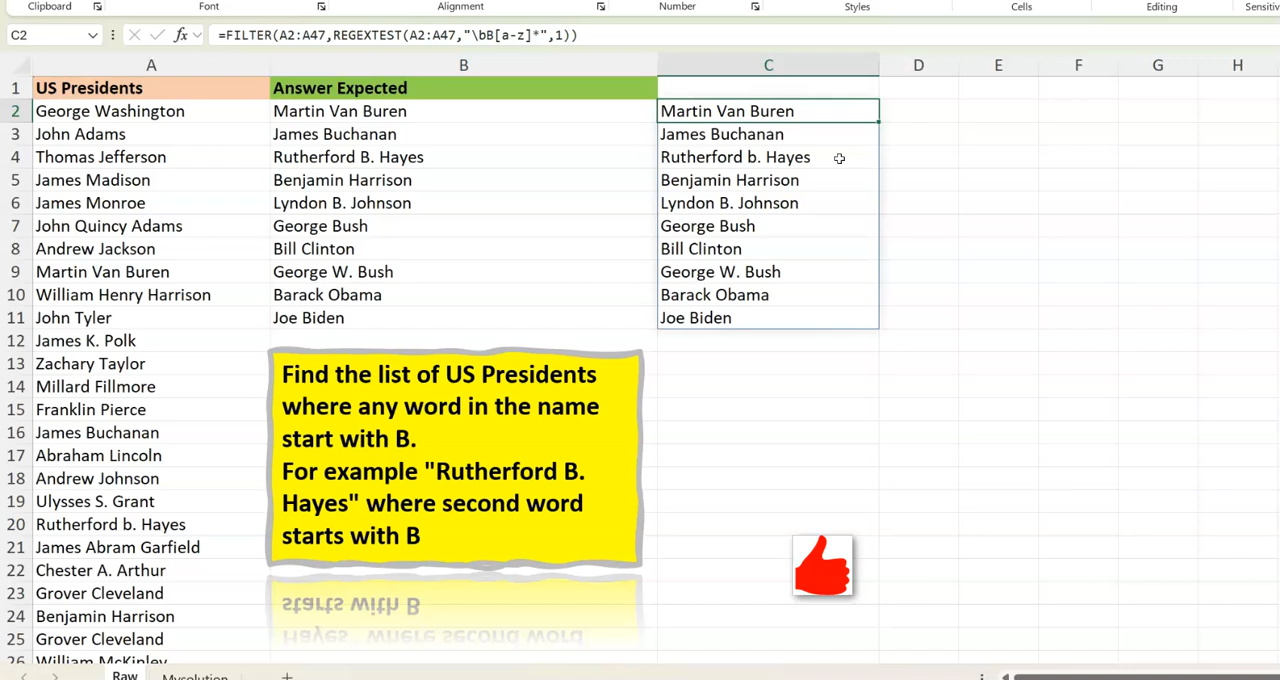 Clipboard Font Alignment Number Styles Cells Editing Sensitiv
C2 fx =FILTER(A2:A47,REGEXTEST(A2:A47,"\bB[a-z]*",1))
A B C D E F G H
1 US Presidents Answer Expected
2 George Washington Martin Van Buren Martin Van Buren
3 John Adams James Buchanan James Buchanan
4 Thomas Jefferson Rutherford B. Hayes Rutherford b. Hayes
5 James Madison Benjamin Harrison Benjamin Harrison
6 James Monroe Lyndon B. Johnson Lyndon B. Johnson
7 John Quincy Adams George Bush George Bush
8 Andrew Jackson Bill Clinton Bill Clinton
9 Martin Van Buren George W. Bush George W. Bush
10 William Henry Harrison Barack Obama Barack Obama
11 John Tyler Joe Biden Joe Biden
12 James K. Polk
13 Zachary Taylor
14 Millard Fillmore
15 Franklin Pierce
16 James Buchanan
17 Abraham Lincoln
18 Andrew Johnson
19 Ulysses S. Grant
20 Rutherford b. Hayes
21 James Abram Garfield
22 Chester A. Arthur
23 Grover Cleveland
24 Benjamin Harrison
25 Grover Cleveland
26 William McKinley
Find the list of US Presidents
where any word in the name
start with B.
For example "Rutherford B.
Hayes" where second word
starts with B
Raw Mysolution +